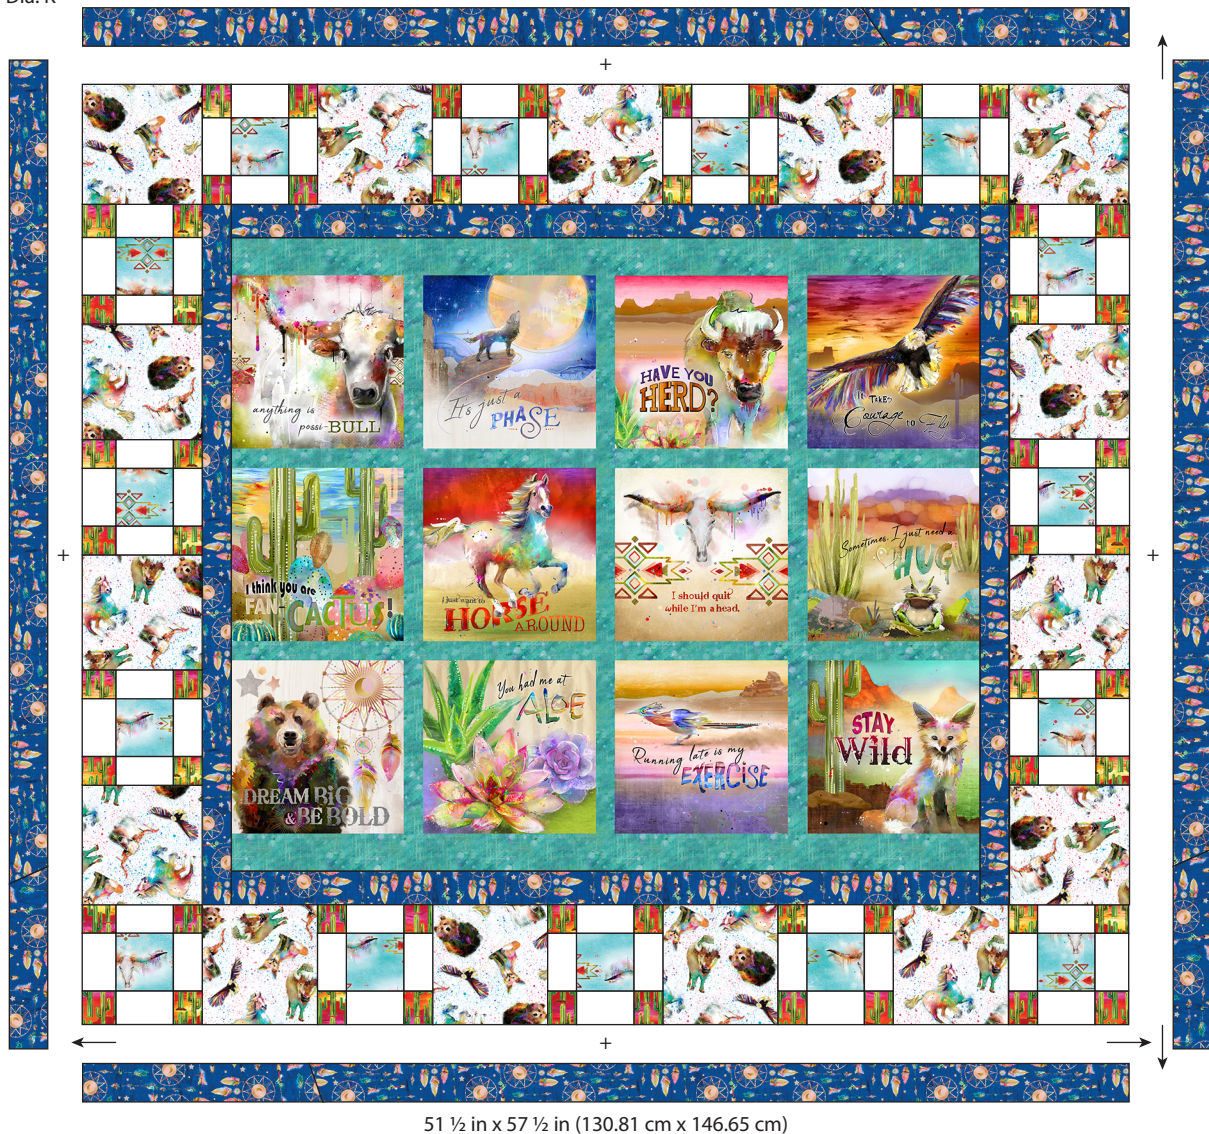 anything is
possi-BULL
It's just a
PHASE
HAVE YOU
HERD?
It TAKES
Courage TO Fly
I think you are
FAN-CACTUS!
I just want to
HORSE
AROUND
I should quit
while I'm a head.
Sometimes, I just need a
HUG
DREAM BIG
& BE BOLD
You had me at
ALOE
Running late is my
EXERCISE
STAY
Wild
51 ½ in x 57 ½ in (130.81 cm x 146.65 cm)